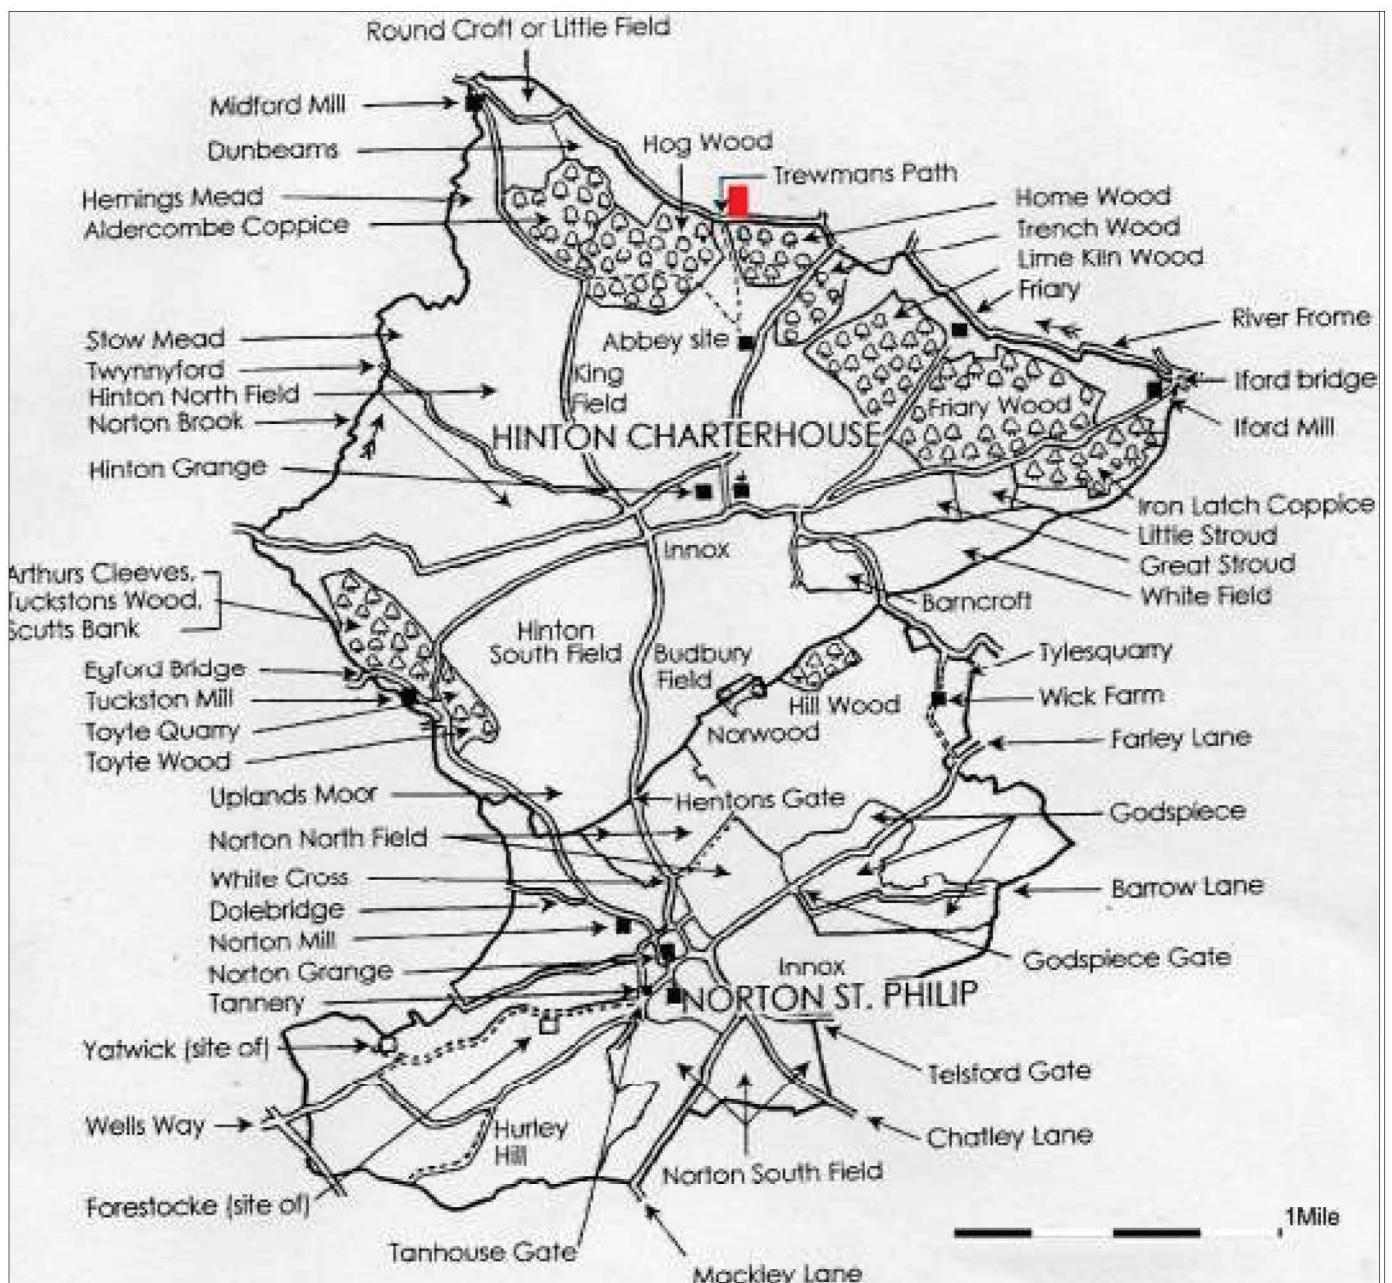 Round Croft or Little Field
Midford Mill
Dunbeams
Hog Wood
Trewmans Path
Hernings Mead
Aldercombe Coppice
Home Wood
Trench Wood
Lime Kiln Wood
Friary
River Frome
Stow Mead
Abbey site
Twynnyford
King
Field
Hinton North Field
Iford bridge
Friary Wood
Norton Brook
Iford Mill
HINTON CHARTERHOUSE
Hinton Grange
Iron Latch Coppice
Little Stroud
Innox
Great Stroud
White Field
Barncroft
Arthurs Cleeves,
Tuckstons Wood,
Scutts Bank
Hinton
South Field
Budbury
Field
Tylesquarry
Eyford Bridge
Tuckston Mill
Wick Farm
Hill Wood
Toyte Quarry
Norwood
Farley Lane
Toyte Wood
Uplands Moor
Hentons Gate
Godspiece
Norton North Field
White Cross
Barrow Lane
Dolebridge
Norton Mill
Godspiece Gate
Norton Grange
Innox
Tannery
NORTON ST. PHILIP
Yatwick (site of)
Telsford Gate
Wells Way
Hurley
Hill
Chatley Lane
Norton South Field
Forestocke (site of)
1Mile
Tanhouse Gate
Mackley Lane